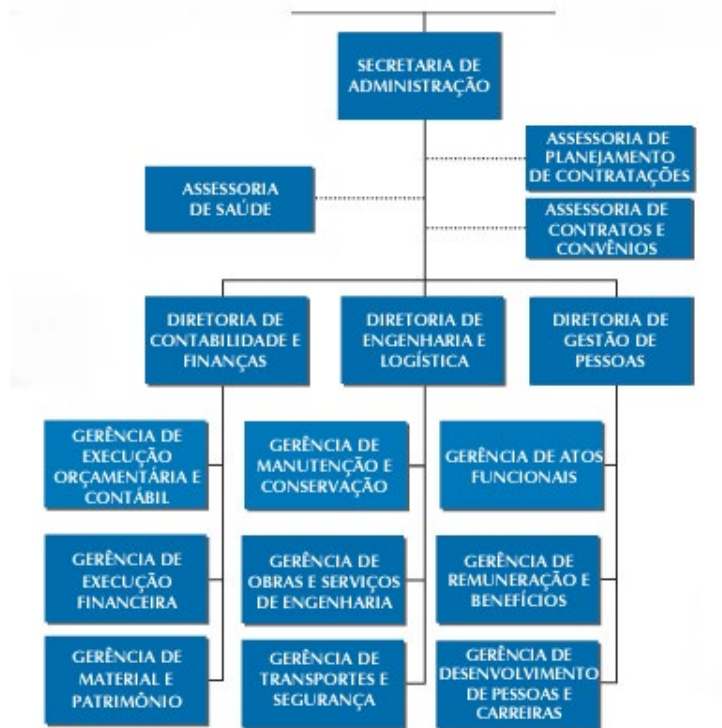 SECRETARIA DE
ADMINISTRAÇÃO
ASSESSORIA DE
PLANEJAMENTO
DE CONTRATAÇÕES
ASSESSORIA
DE SAÚDE
ASSESSORIA DE
CONTRATOS E
CONVÊNIOS
DIRETORIA DE
CONTABILIDADE E
FINANÇAS
DIRETORIA DE
ENGENHARIA E
LOGÍSTICA
DIRETORIA DE
GESTÃO DE
PESSOAS
GERÊNCIA DE
EXECUÇÃO
ORÇAMENTÁRIA E
CONTÁBIL
GERÊNCIA DE
MANUTENÇÃO E
CONSERVAÇÃO
GERÊNCIA DE ATOS
FUNCIONAIS
GERÊNCIA DE
EXECUÇÃO
FINANCEIRA
GERÊNCIA DE
OBRAS E SERVIÇOS
DE ENGENHARIA
GERÊNCIA DE
REMUNERAÇÃO E
BENEFÍCIOS
GERÊNCIA DE
MATERIAL E
PATRIMÔNIO
GERÊNCIA DE
TRANSPORTES E
SEGURANÇA
GERÊNCIA DE
DESENVOLVIMENTO
DE PESSOAS E
CARREIRAS